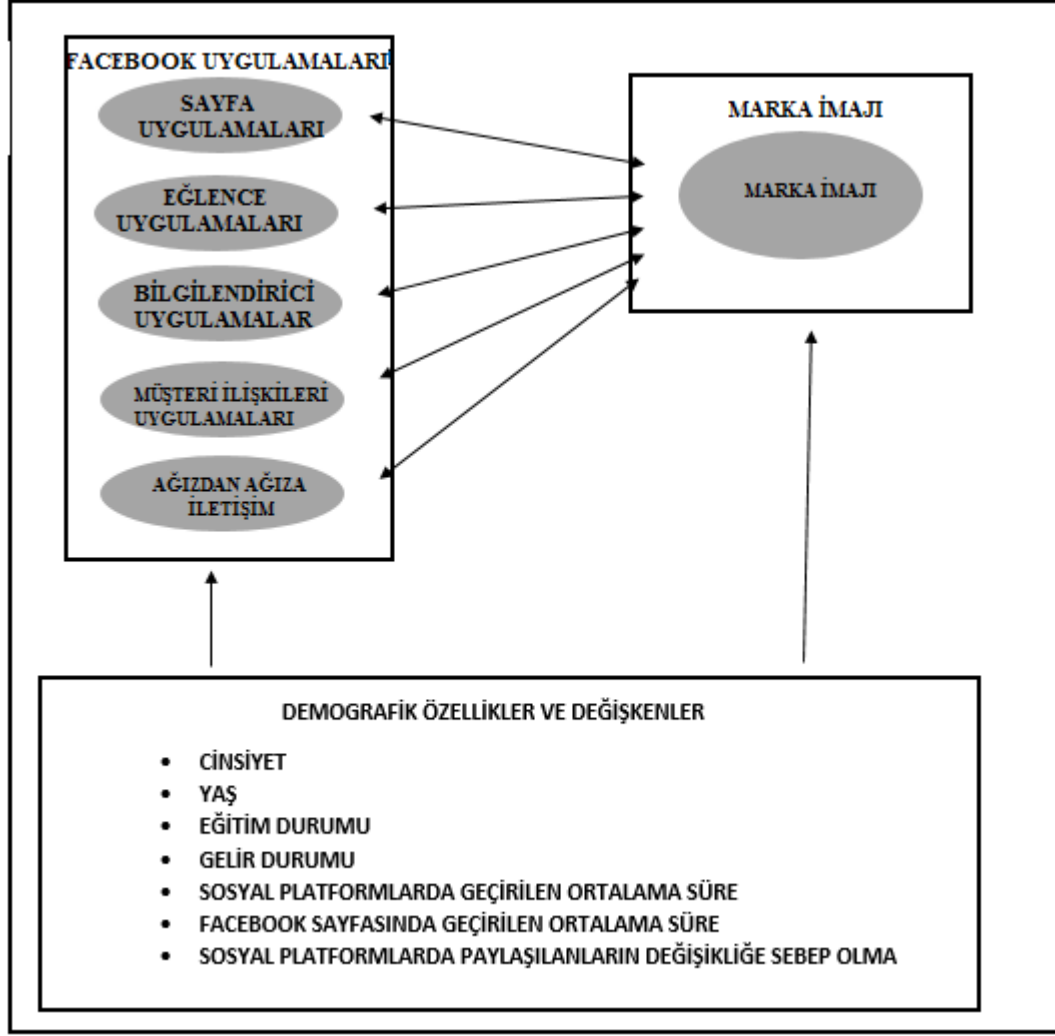 FACEBOOK UYGULAMALARI
SAYFA
UYGULAMALARI
EĞLENCE
UYGULAMALARI
BİLGİLENDİRİCİ
UYGULAMALAR
MÜŞTERİ İLİŞKİLERİ
UYGULAMALARI
AĞIZDAN AĞIZA
İLETİŞİM
MARKA İMAJI
MARKA İMAJI
DEMOGRAFİK ÖZELLİKLER VE DEĞİŞKENLER
• CİNSİYET
• YAŞ
• EĞİTİM DURUMU
• GELİR DURUMU
• SOSYAL PLATFORMLARDA GEÇİRİLEN ORTALAMA SÜRE
• FACEBOOK SAYFASINDA GEÇİRİLEN ORTALAMA SÜRE
• SOSYAL PLATFORMLARDA PAYLAŞILANLARIN DEĞİŞİKLİĞE SEBEP OLMA